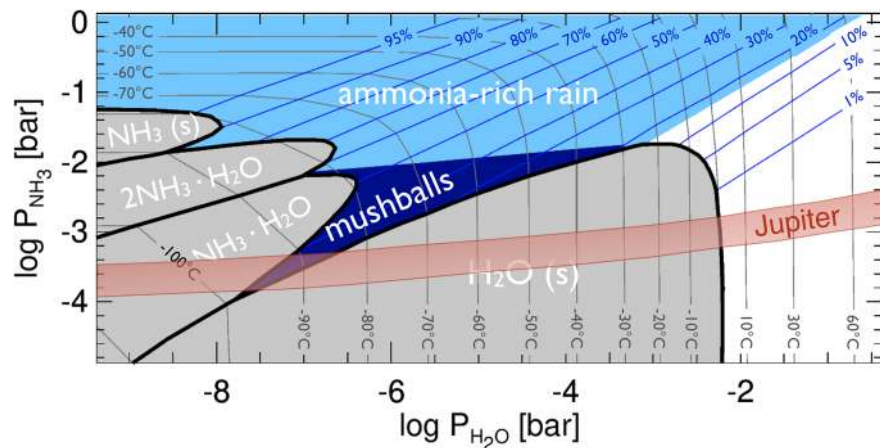 0
-1
-2
-3
-4
log P_NH₃ [bar]
-40°C
-50°C
-60°C
-70°C
95%
90%
80%
70%
60%
50%
40%
30%
20%
10%
5%
1%
ammonia-rich rain
NH₃ (s)
2NH₃· H₂O
NH₃· H₂O
mushballs
Jupiter
H₂O (s)
-100°C
-90°C
-80°C
-70°C
-60°C
-50°C
-40°C
-30°C
-20°C
-10°C
10°C
30°C
60°C
-8
-6
-4
-2
log P_H₂O [bar]